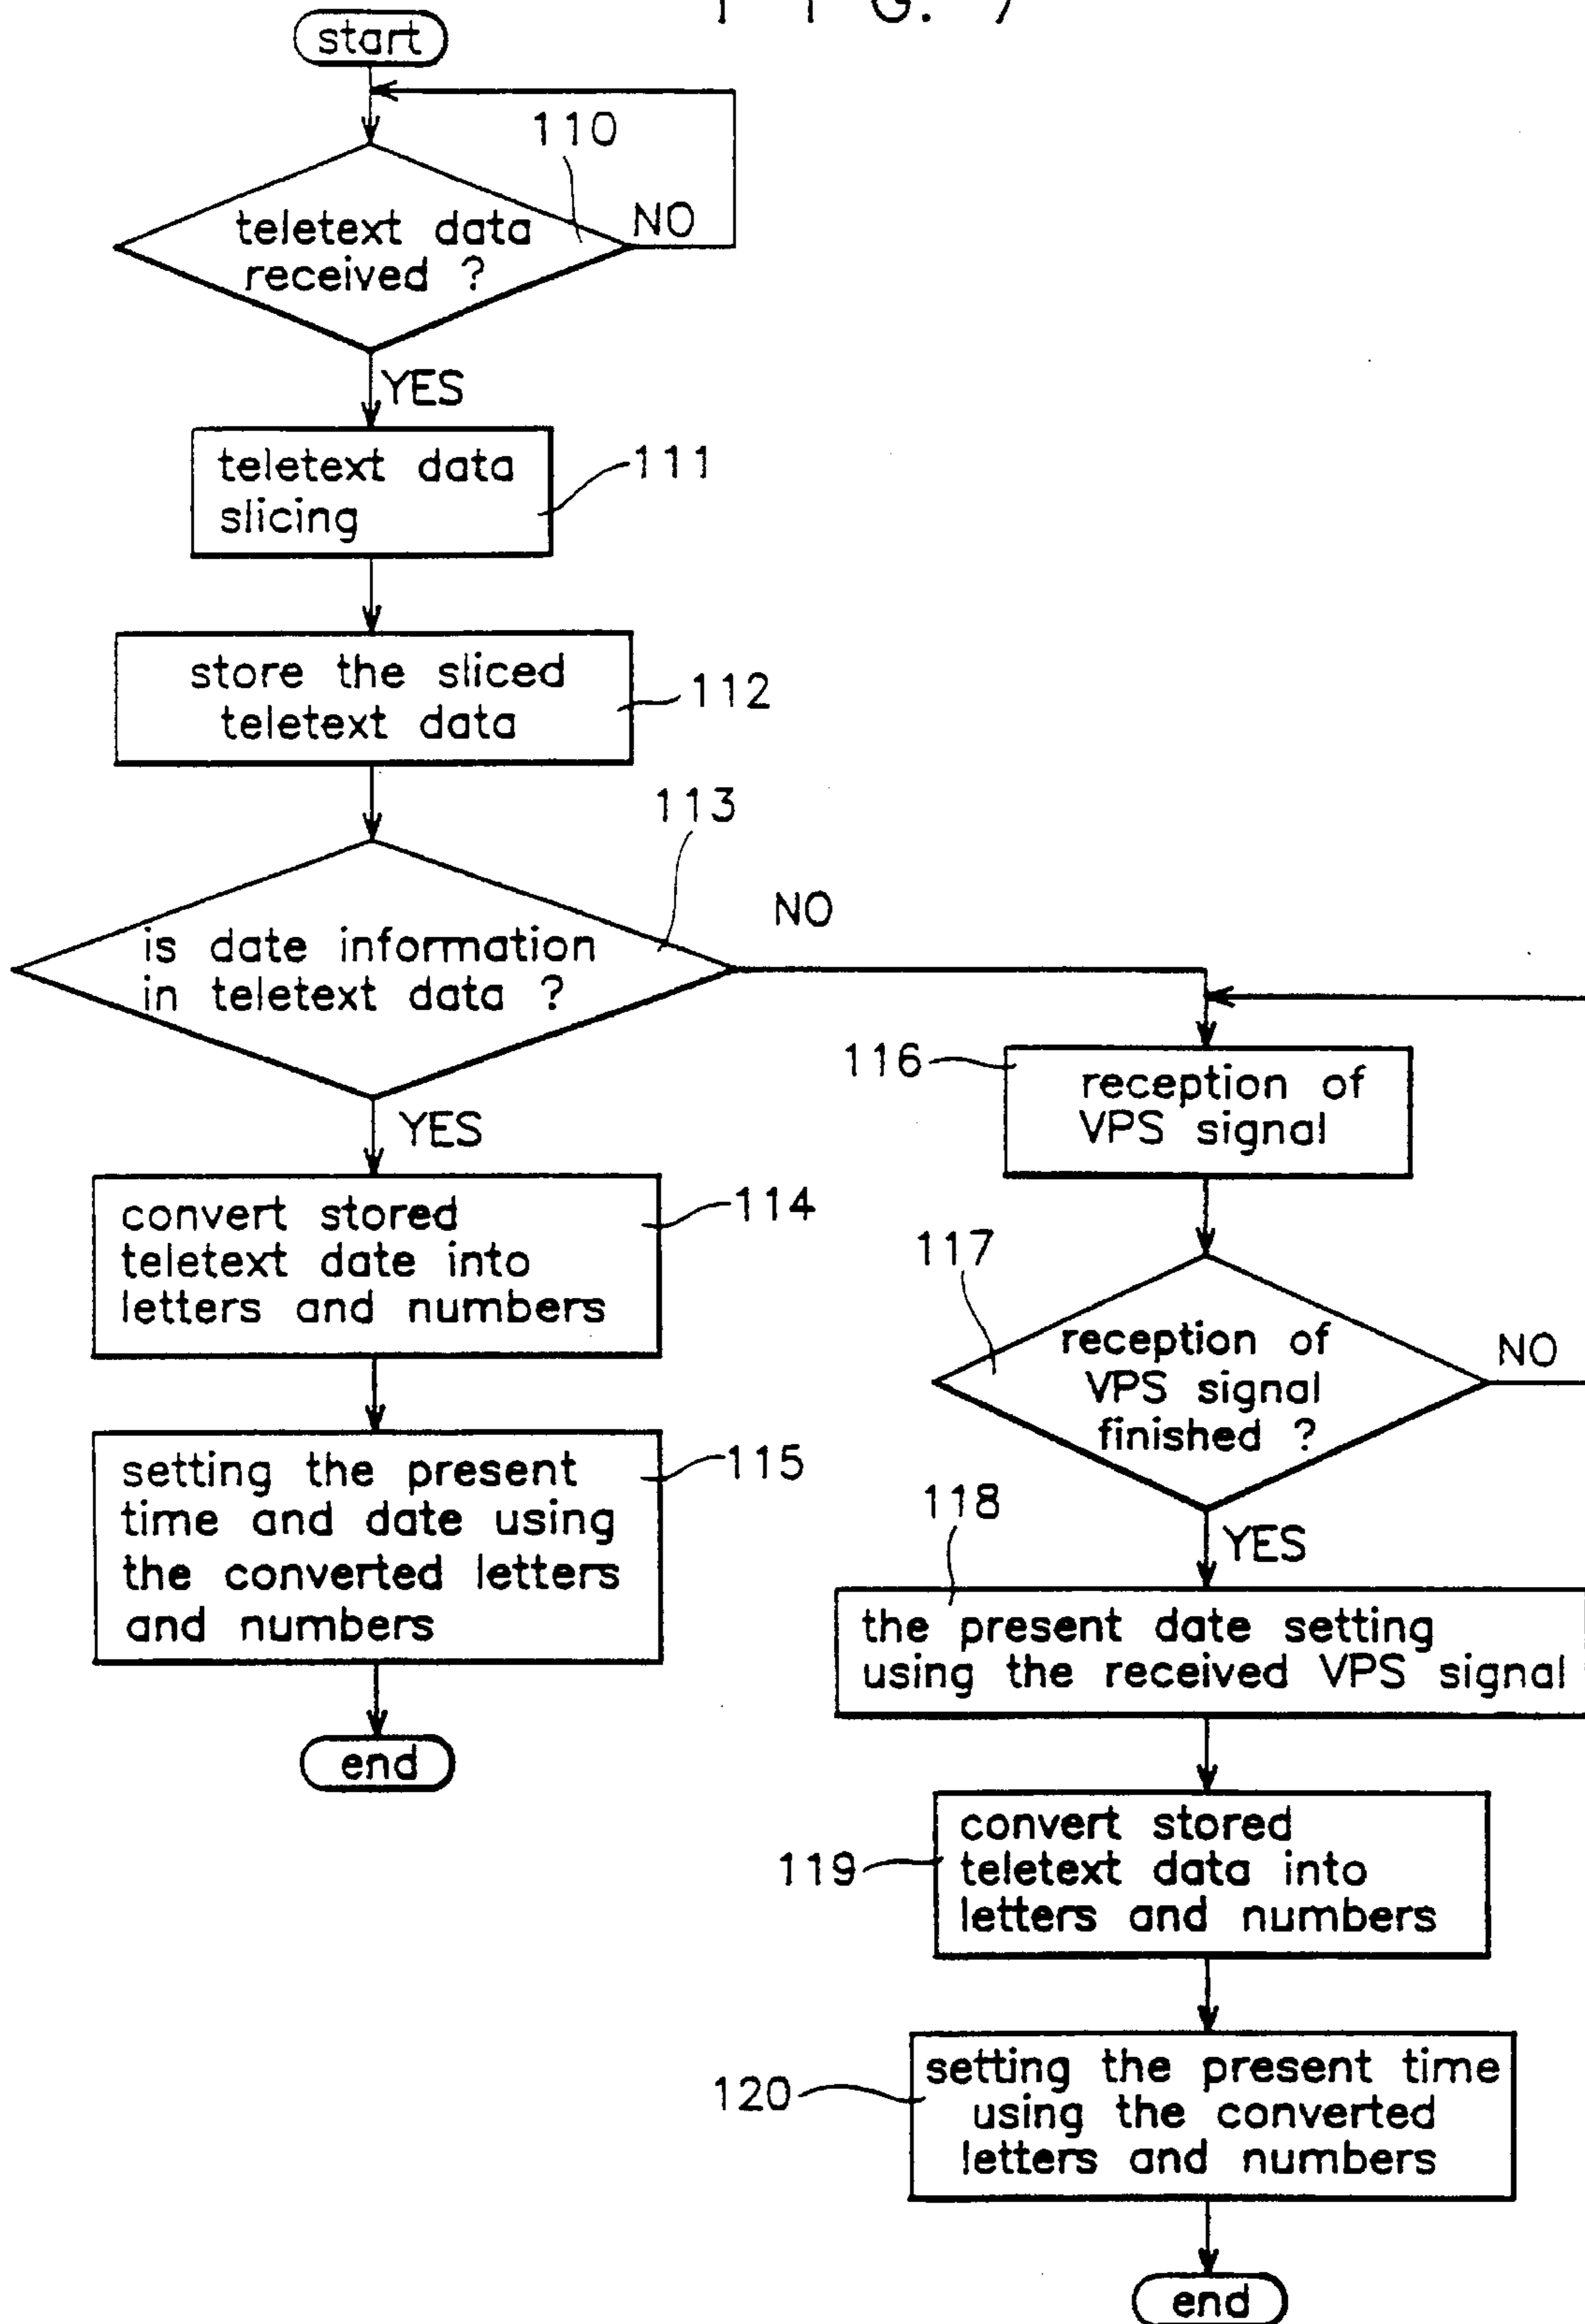 F I G. 7
start
110
teletext data
received ?
NO
YES
teletext data
slicing
111
store the sliced
teletext data
112
113
is date information
in teletext data ?
NO
YES
convert stored
teletext date into
letters and numbers
114
setting the present
time and date using
the converted letters
and numbers
115
end
116
reception of
VPS signal
117
reception of
VPS signal
finished ?
NO
YES
118
the present date setting
using the received VPS signal
119
convert stored
teletext data into
letters and numbers
120
setting the present time
using the converted
letters and numbers
end